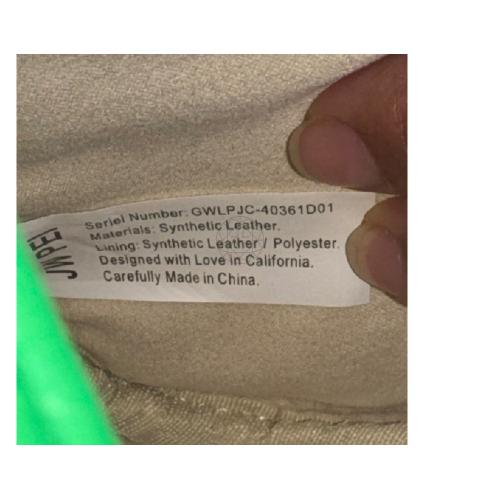 JW PEI
Seriel Number: GWLPJC-40361D01
Materials: Synthetic Leather.
Lining: Synthetic Leather / Polyester.
Designed with Love in California.
Carefully Made in China.